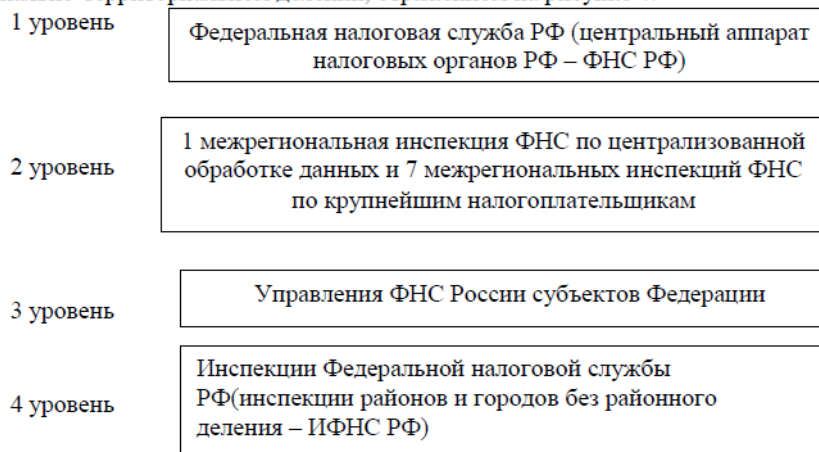 1 уровень
Федеральная налоговая служба РФ (центральный аппарат
налоговых органов РФ – ФНС РФ)
2 уровень
1 межрегиональная инспекция ФНС по централизованной
обработке данных и 7 межрегиональных инспекций ФНС
по крупнейшим налогоплательщикам
3 уровень
Управления ФНС России субъектов Федерации
4 уровень
Инспекции Федеральной налоговой службы
РФ(инспекции районов и городов без районного
деления – ИФНС РФ)